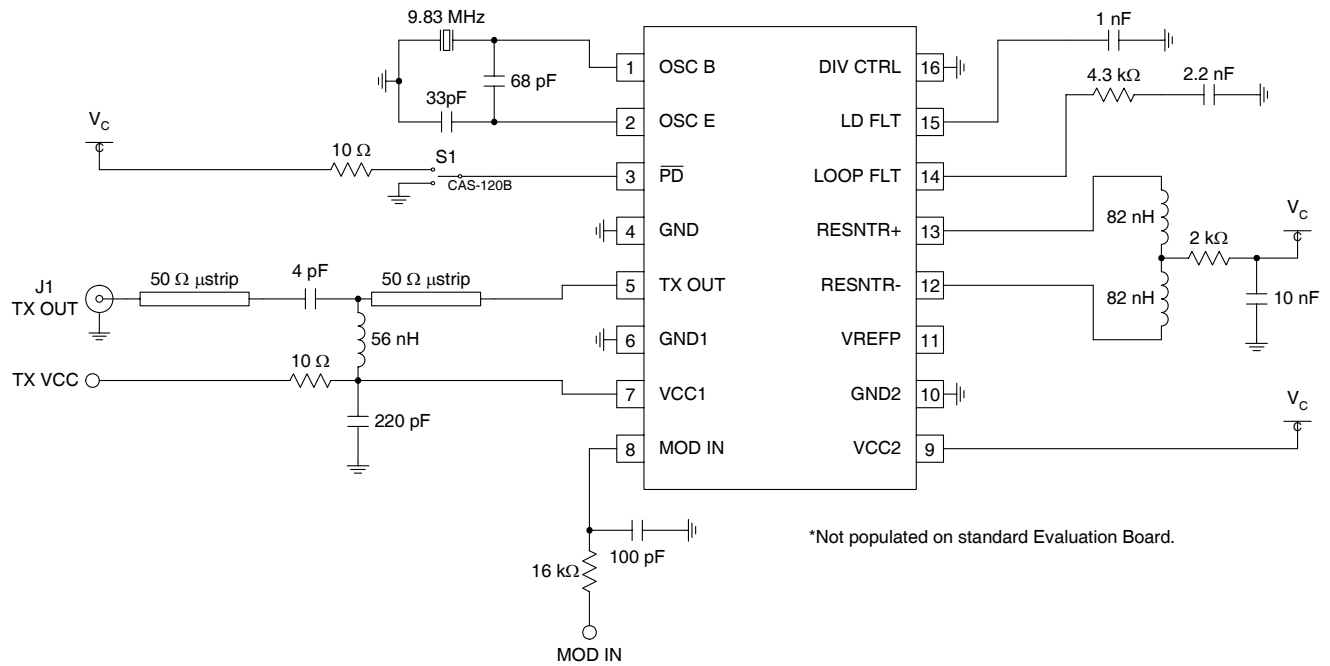 9.83 MHz
68 pF
33pF
V_C
C
10 Ω
S1
CAS-120B
J1
TX OUT
50 Ω μstrip
4 pF
50 Ω μstrip
56 nH
10 Ω
TX VCC
220 pF
1 OSC B
2 OSC E
3 P̅D̅
4 GND
5 TX OUT
6 GND1
7 VCC1
8 MOD IN
DIV CTRL 16
LD FLT 15
LOOP FLT 14
RESNTR+ 13
RESNTR- 12
VREFP 11
GND2 10
VCC2 9
1 nF
4.3 kΩ
2.2 nF
82 nH
82 nH
2 kΩ
V_C
C
10 nF
V_C
C
100 pF
16 kΩ
MOD IN
*Not populated on standard Evaluation Board.